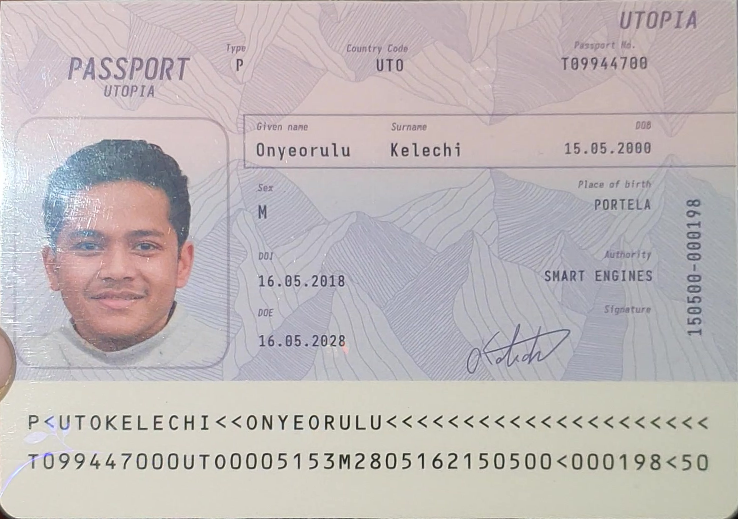 UTOPIA
Type Country Code Passport No.
PASSPORT P UTO T09944700
UTOPIA
Given name Surname DOB
Onyeorulu Kelechi 15.05.2000
Sex Place of birth
M PORTELA
DOI Authority
16.05.2018 SMART ENGINES
DOE Signature
16.05.2028
150500-000198
P<UTOKELECHI<<ONYEORULU<<<<<<<<<<<<<<<<<<<<<
T099447000UTO0005153M2805162150500<000198<50